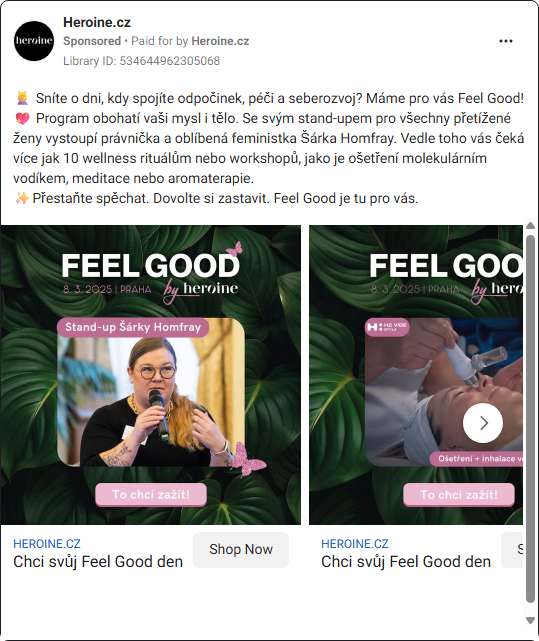 Heroine.cz
heroine
Sponsored • Paid for by Heroine.cz
Library ID: 534644962305068
Sníte o dni, kdy spojíte odpočinek, péči a seberozvoj? Máme pro vás Feel Good!
Program obohatí vaši mysl i tělo. Se svým stand-upem pro všechny přetížené
ženy vystoupí právnička a oblíbená feministka Šárka Homfray. Vedle toho vás čeká
více jak 10 wellness rituálům nebo workshopů, jako je ošetření molekulárním
vodíkem, meditace nebo aromaterapie.
Přestaňte spěchat. Dovolte si zastavit. Feel Good je tu pro vás.
FEEL GOOD
8. 3. 2025 | PRAHA
by heroine
Stand-up Šárky Homfray
To chci zažít!
HEROINE.CZ
Chci svůj Feel Good den
Shop Now
FEEL GOO
8. 3. 2025 | PRAHA
by hero
H2 VIBE
Ošetření + inhalace v
To chci zažít!
HEROINE.CZ
Chci svůj Feel Good den
S